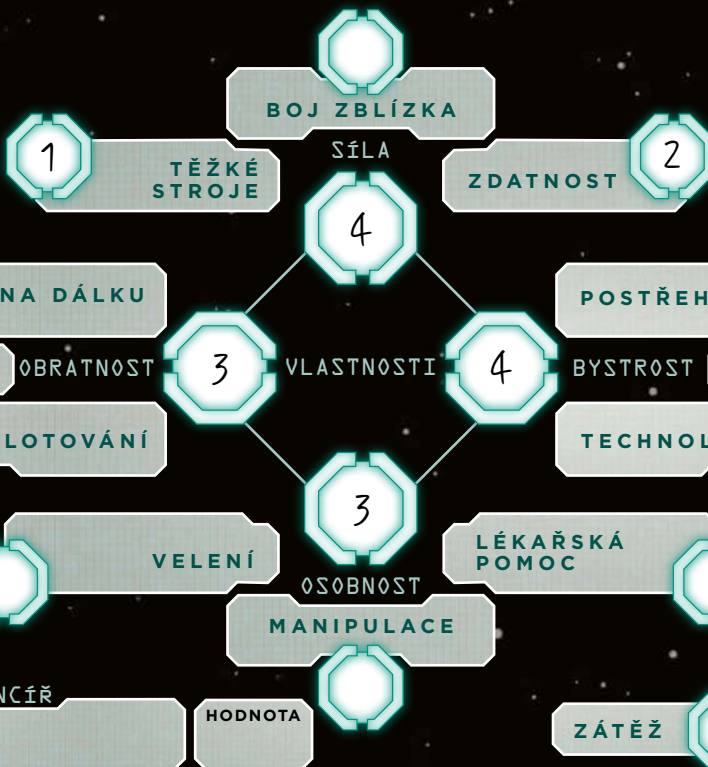 BOJ ZBLÍZKA
SÍLA
1
TĚŽKÉ
STROJE
ZDATNOST
2
4
NA DÁLKU
POSTŘEH
OBRATNOST
3
VLASTNOSTI
4
BYSTROST
LOTOVÁNÍ
TECHNOL
3
VELENÍ
LÉKAŘSKÁ
POMOC
OSOBNOST
MANIPULACE
NCÍŘ
HODNOTA
ZÁTĚŽ